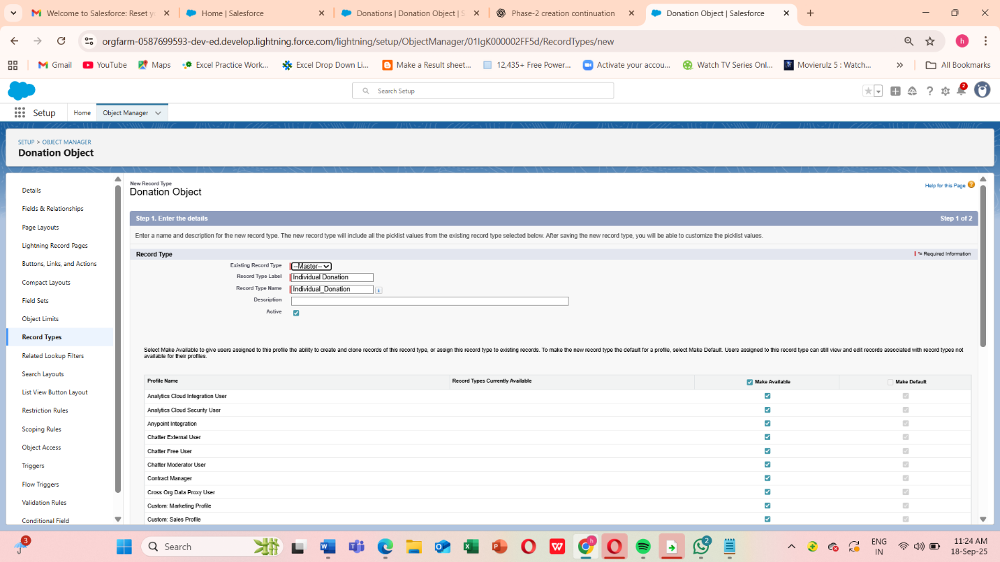 Welcome to Salesforce: Reset y
Home | Salesforce
Donations | Donation Object | S
Phase-2 creation continuation
Donation Object | Salesforce
orgfarm-0587699593-dev-ed.develop.lightning.force.com/lightning/setup/ObjectManager/01IgK000002FF5d/RecordTypes/new
h
Gmail
YouTube
Maps
Excel Practice Work...
Excel Drop Down Li...
Make a Result sheet...
12,435+ Free Power...
Activate your accou...
Watch TV Series Onl...
Movierulz 5 : Watch...
All Bookmarks
Search Setup
2
Setup
Home
Object Manager
SETUP > OBJECT MANAGER
Donation Object
Details
Fields & Relationships
Page Layouts
Lightning Record Pages
Buttons, Links, and Actions
Compact Layouts
Field Sets
Object Limits
Record Types
Related Lookup Filters
Search Layouts
List View Button Layout
Restriction Rules
Scoping Rules
Object Access
Triggers
Flow Triggers
Validation Rules
Conditional Field
New Record Type
Donation Object
Help for this Page
Step 1. Enter the details
Step 1 of 2
Enter a name and description for the new record type. The new record type will include all the picklist values from the existing record type selected below. After saving the new record type, you will be able to customize the picklist values.
Record Type
= Required Information
Existing Record Type
--Master--
Record Type Label
Individual Donation
Record Type Name
Individual_Donation
Description
Active
Select Make Available to give users assigned to this profile the ability to create and clone records of this record type, or assign this record type to existing records. To make the new record type the default for a profile, select Make Default. Users assigned to this record type can still view and edit records associated with record types not
available for their profiles.
Profile Name
Record Types Currently Available
Make Available
Make Default
Analytics Cloud Integration User
Analytics Cloud Security User
Anypoint Integration
Chatter External User
Chatter Free User
Chatter Moderator User
Contract Manager
Cross Org Data Proxy User
Custom: Marketing Profile
Custom: Sales Profile
3
Search
h
2
ENG
IN
11:24 AM
18-Sep-25